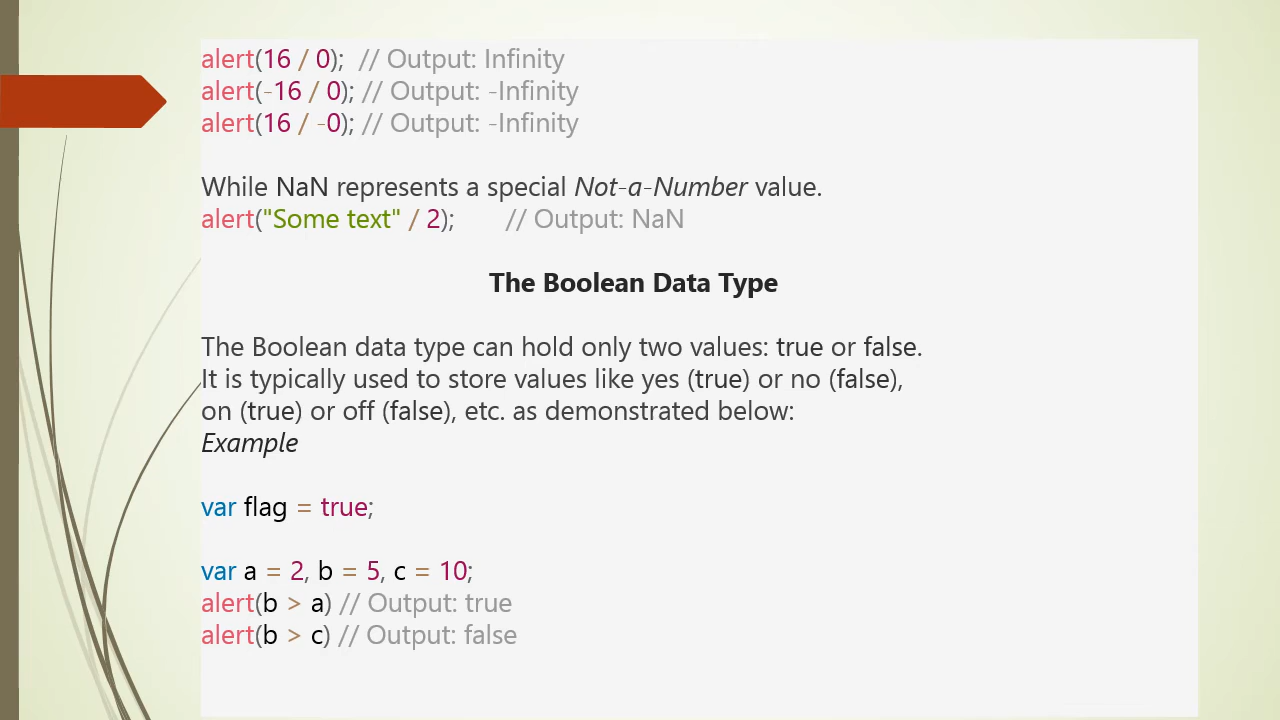 alert(16 / 0);  // Output: Infinity
alert(-16 / 0); // Output: -Infinity
alert(16 / -0); // Output: -Infinity
While NaN represents a special Not-a-Number value.
alert("Some text" / 2);       // Output: NaN
The Boolean Data Type
The Boolean data type can hold only two values: true or false.
It is typically used to store values like yes (true) or no (false),
on (true) or off (false), etc. as demonstrated below:
Example
var flag = true;
var a = 2, b = 5, c = 10;
alert(b > a) // Output: true
alert(b > c) // Output: false